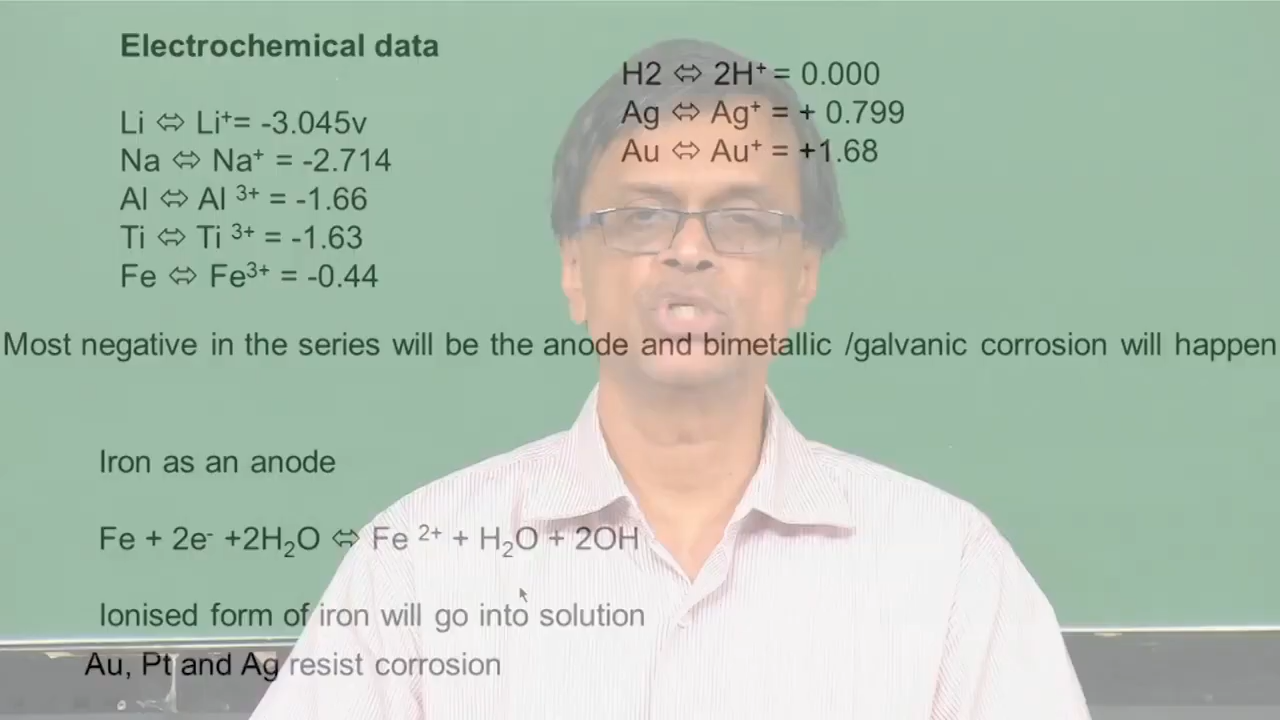 Electrochemical data
Li ⇔ Li⁺= -3.045v
Na ⇔ Na⁺ = -2.714
Al ⇔ Al ³⁺ = -1.66
Ti ⇔ Ti ³⁺ = -1.63
Fe ⇔ Fe³⁺ = -0.44
H2 ⇔ 2H⁺ = 0.000
Ag ⇔ Ag⁺ = + 0.799
Au ⇔ Au⁺ = +1.68
Most negative in the series will be the anode and bimetallic /galvanic corrosion will happen
Iron as an anode
Fe + 2e⁻ +2H₂O ⇔ Fe ²⁺ + H₂O + 2OH
Ionised form of iron will go into solution
Au, Pt and Ag resist corrosion